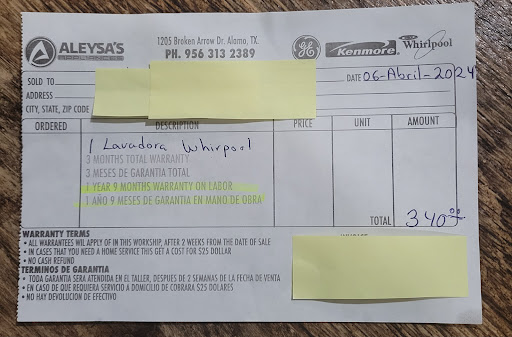 ALEYSA'S
1205 Broken Arrow Dr. Alamo, TX.
PH. 956 313 2389
GE
Kenmore
Whirlpool
SOLD TO
DATE 06-Abril-2024
ADDRESS
CITY, STATE, ZIP CODE
ORDERED DESCRIPTION PRICE UNIT AMOUNT
1 Lavadora Whirpool
3 MONTHS TOTAL WARRANTY
3 MESES DE GARANTIA TOTAL
1 YEAR 9 MONTHS WARRANTY ON LABOR
1 AÑO 9 MESES DE GARANTIA EN MANO DE OBRA
TOTAL 340.00
WARRANTY TERMS
• ALL WARRANTEES WIL APPLY OF IN THIS WORKSHIP, AFTER 2 WEEKS FROM THE DATE OF SALE
• IN CASES THAT YOU NEED A HOME SERVICE THIS GET A COST FOR $25 DOLLAR
• NO CASH REFUND
TERMINOS DE GARANTIA
• TODA GARANTIA SERA ATENDIDA EN EL TALLER, DESPUES DE 2 SEMANAS DE LA FECHA DE VENTA
• EN CASO DE QUE REQUIERA SERVICIO A DOMICILIO DE COBRARA $25 DOLARES
• NO HAY DEVOLUCION DE EFECTIVO